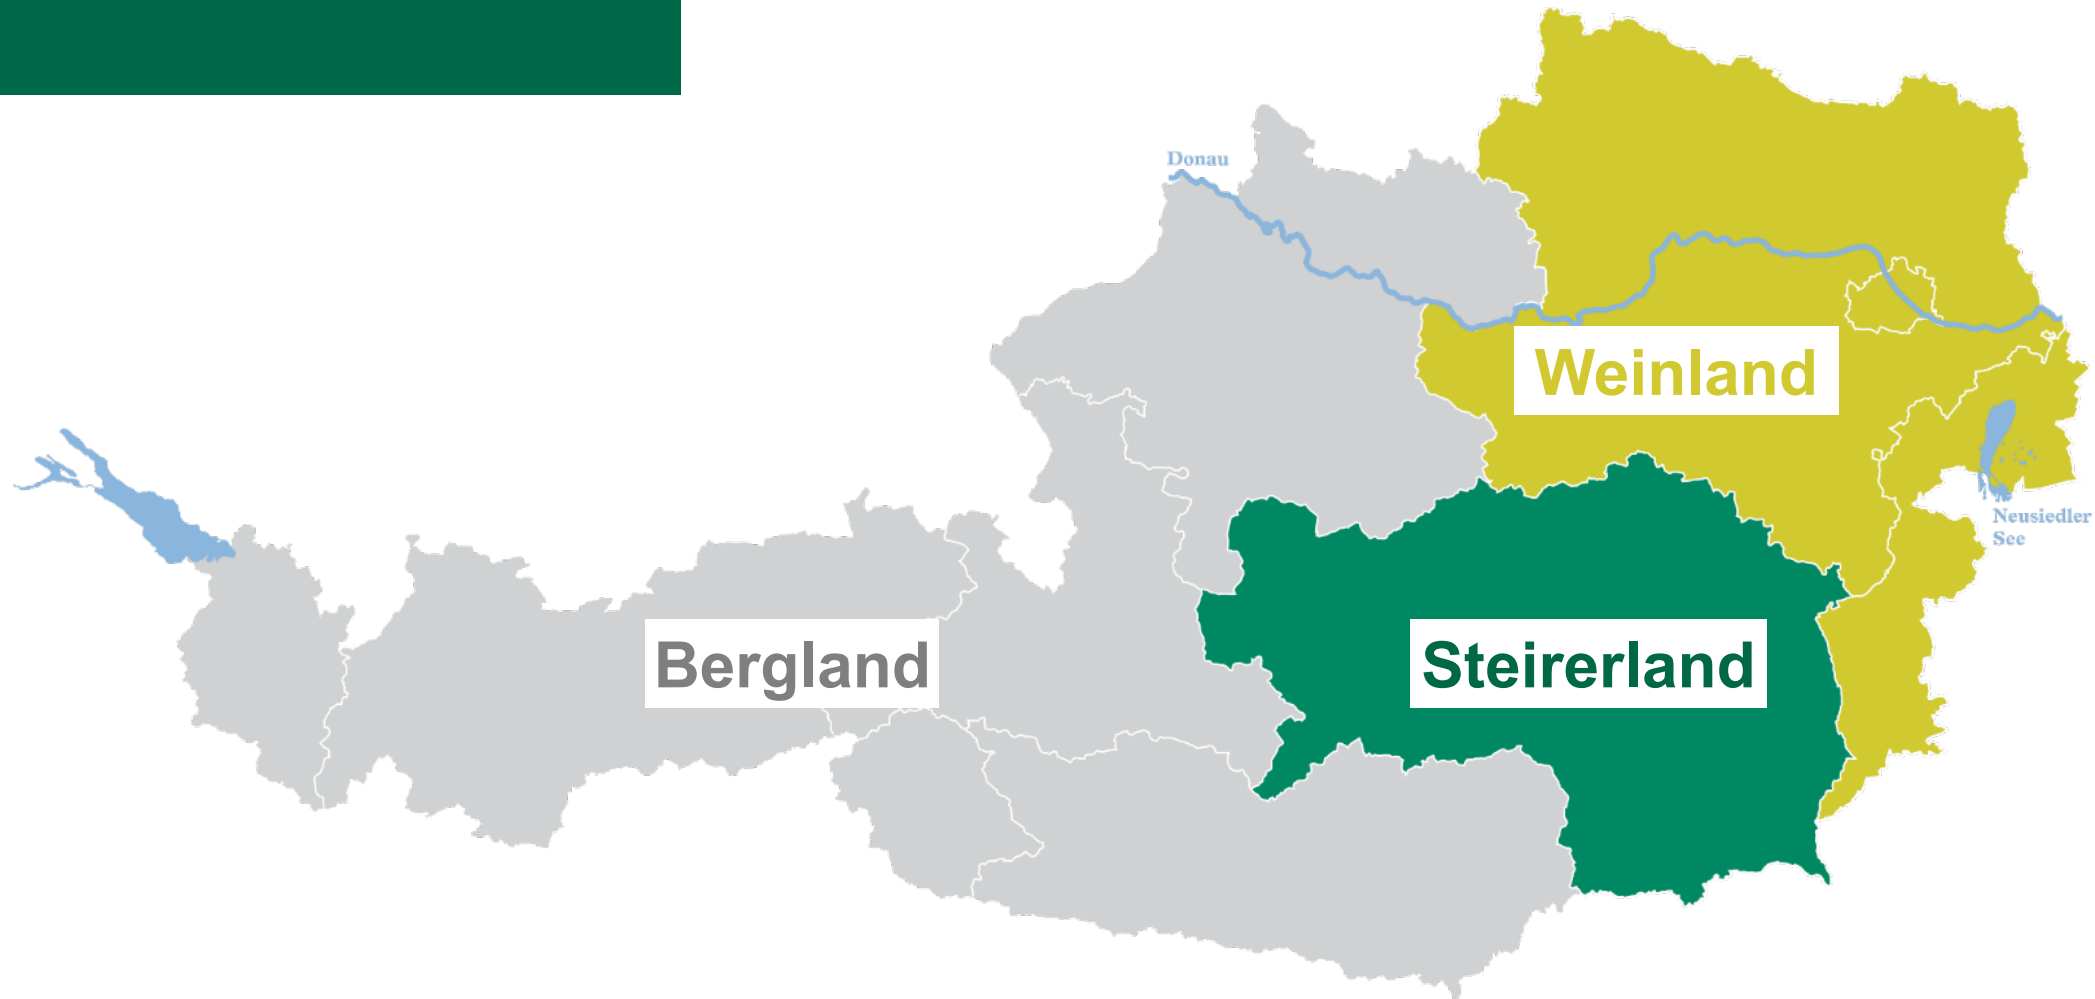 Donau
Weinland
Neusiedler
See
Bergland
Steirerland